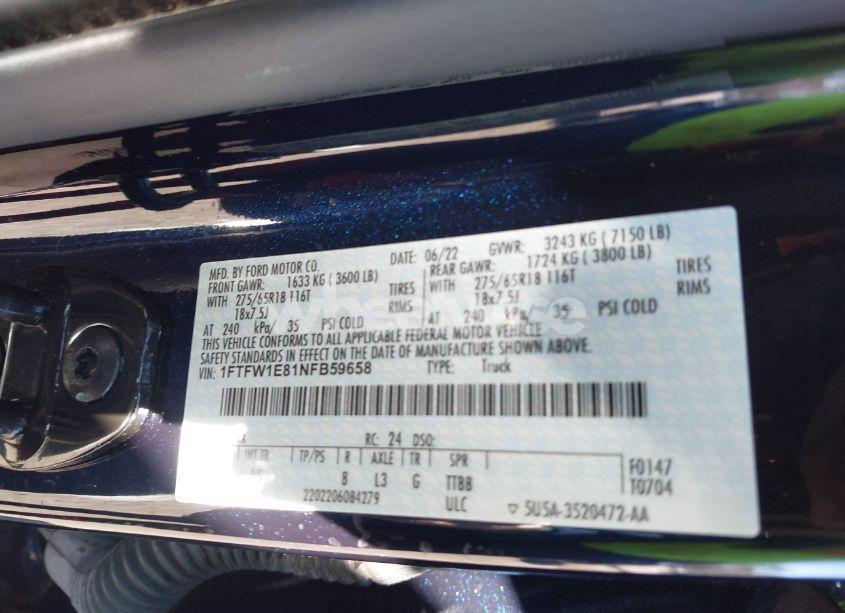 MFD. BY FORD MOTOR CO. DATE: 06/22 GVWR: 3243 KG ( 7150 LB)
FRONT GAWR: 1633 KG (3600 LB) REAR GAWR: 1724 KG ( 3800 LB)
WITH 275/65R18 116T TIRES WITH 275/65R18 116T TIRES
18x7.5J RIMS 18x7.5J RIMS
AT 240 kPa/ 35 PSI COLD AT 240 kPa/ 35 PSI COLD
THIS VEHICLE CONFORMS TO ALL APPLICABLE FEDERAL MOTOR VEHICLE
SAFETY STANDARDS IN EFFECT ON THE DATE OF MANUFACTURE SHOWN ABOVE.
VIN: 1FTFW1E81NFB59658 TYPE: Truck
RC: 24 DSO:
INT TR TP/PS R AXLE TR SPR F0147
8 L3 G TTBB T0704
2202206084279 ULC ▽ 5U5A-3520472-AA